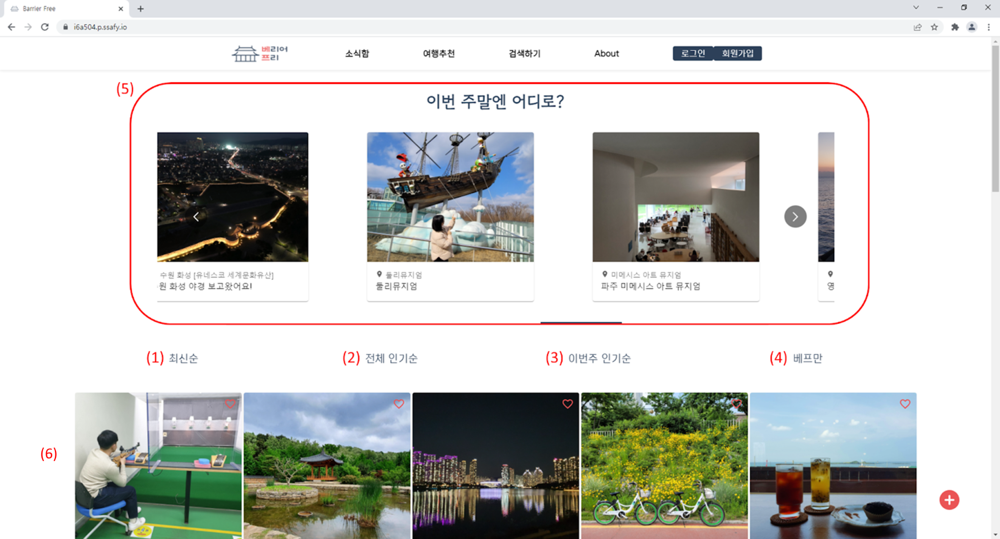 Barrier Free
i6a504.p.ssafy.io
베리어
프리
소식함
여행추천
검색하기
About
로그인
회원가입
(5)
이번 주말엔 어디로?
수원 화성 [유네스코 세계문화유산]
원 화성 야경 보고왔어요!
둘리뮤지엄
둘리뮤지엄
미메시스 아트 뮤지엄
파주 미메시스 아트 뮤지엄
영
(1) 최신순
(2) 전체 인기순
(3) 이번주 인기순
(4) 베프만
(6)